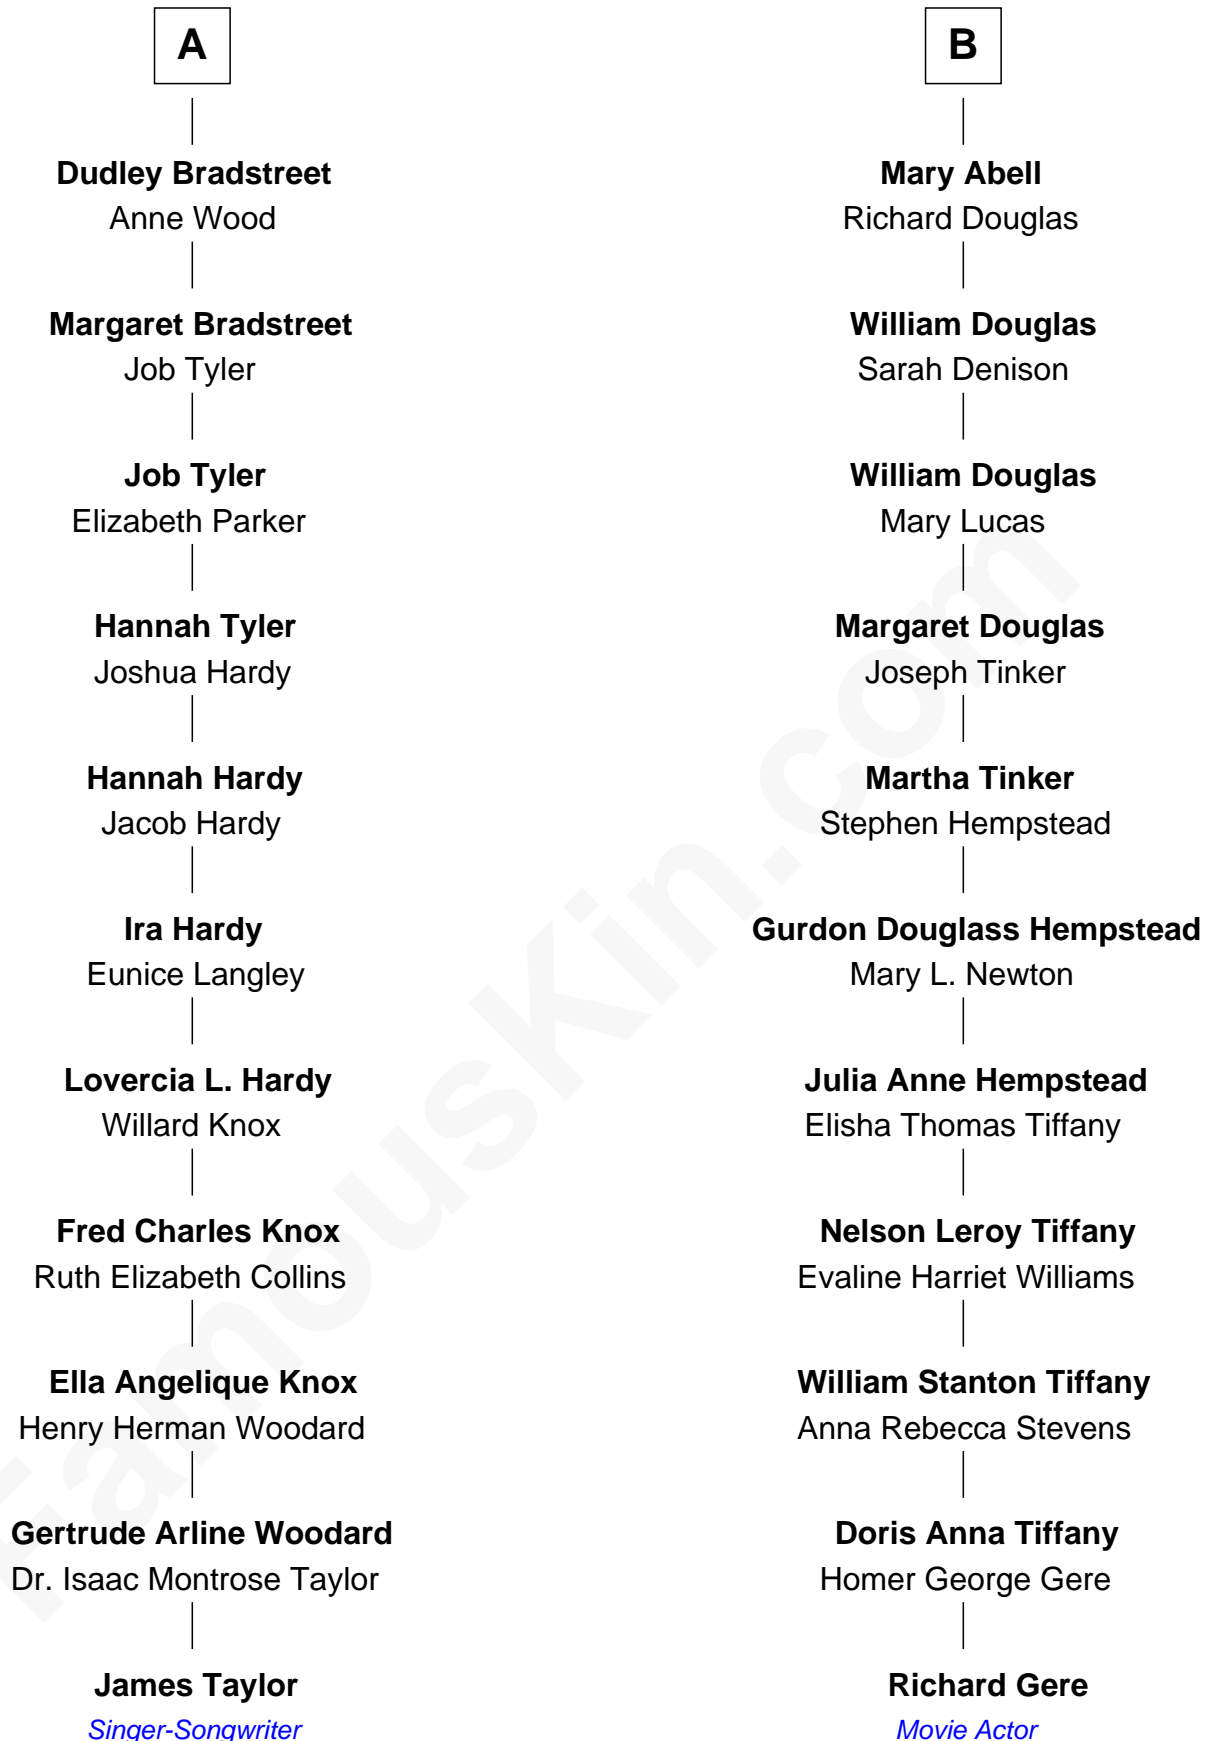 A
Dudley Bradstreet
Anne Wood
Margaret Bradstreet
Job Tyler
Job Tyler
Elizabeth Parker
Hannah Tyler
Joshua Hardy
Hannah Hardy
Jacob Hardy
Ira Hardy
Eunice Langley
Lovercia L. Hardy
Willard Knox
Fred Charles Knox
Ruth Elizabeth Collins
Ella Angelique Knox
Henry Herman Woodard
Gertrude Arline Woodard
Dr. Isaac Montrose Taylor
James Taylor
Singer-Songwriter
B
Mary Abell
Richard Douglas
William Douglas
Sarah Denison
William Douglas
Mary Lucas
Margaret Douglas
Joseph Tinker
Martha Tinker
Stephen Hempstead
Gurdon Douglass Hempstead
Mary L. Newton
Julia Anne Hempstead
Elisha Thomas Tiffany
Nelson Leroy Tiffany
Evaline Harriet Williams
William Stanton Tiffany
Anna Rebecca Stevens
Doris Anna Tiffany
Homer George Gere
Richard Gere
Movie Actor
FamousKin.com